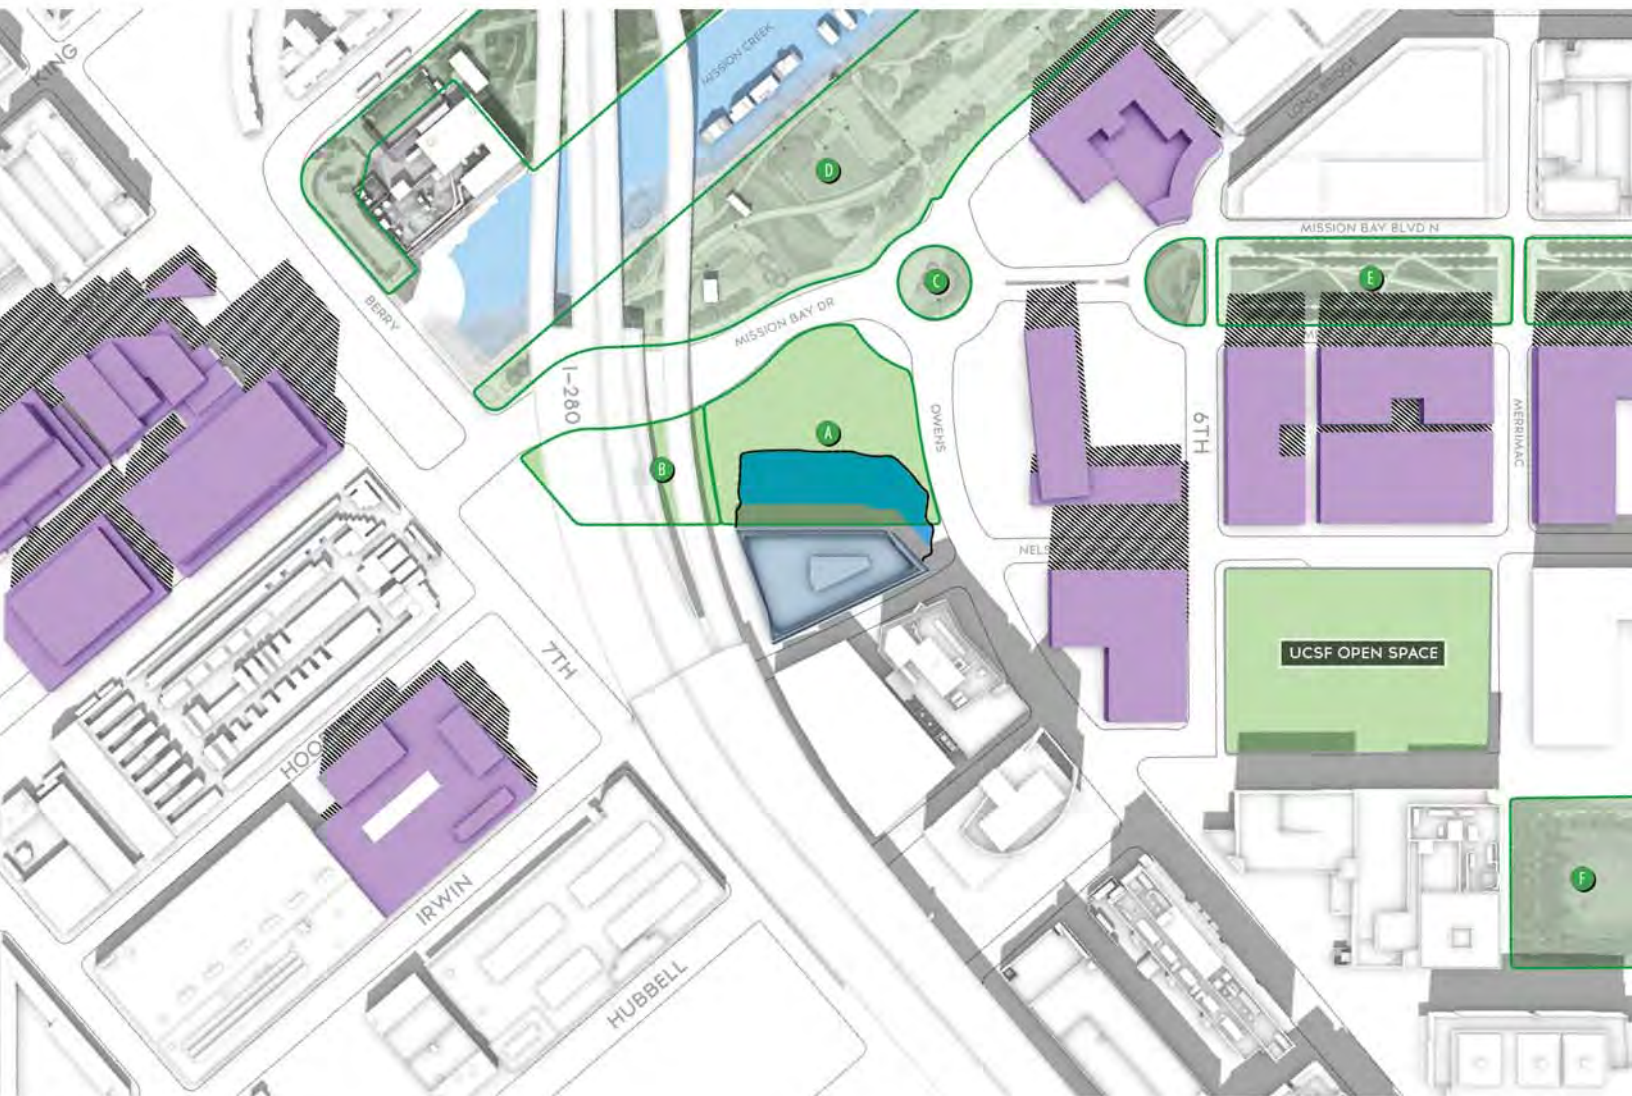 KING
MISSION CREEK
LONG BRIDGE
D
MISSION BAY BLVD N
C
E
BERRY
MISSION BAY DR
I-280
OWENS
6TH
MERRIMAC
A
B
7TH
UCSF OPEN SPACE
IRWIN
F
HUBBELL